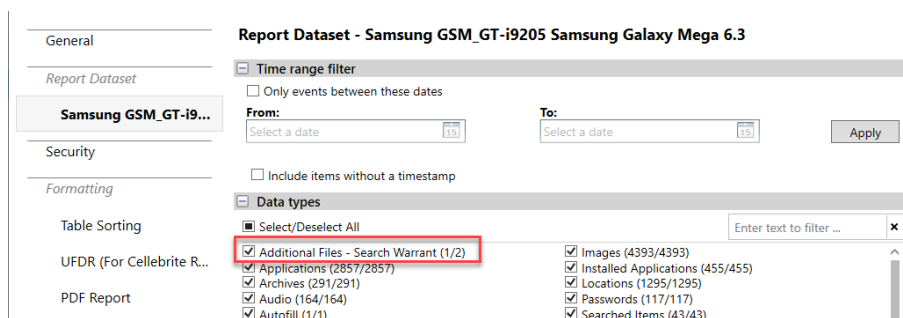 General
Report Dataset
Samsung GSM_GT-i9...
Security
Formatting
Table Sorting
UFDR (For Cellebrite R...
PDF Report
Report Dataset - Samsung GSM_GT-i9205 Samsung Galaxy Mega 6.3
Time range filter
Only events between these dates
From: To:
Select a date 15 Select a date 15 Apply
Include items without a timestamp
Data types
Select/Deselect All Enter text to filter ...
Additional Files - Search Warrant (1/2) Images (4393/4393)
Applications (2857/2857) Installed Applications (455/455)
Archives (291/291) Locations (1295/1295)
Audio (164/164) Passwords (117/117)
Autofill (1/1) Searched Items (43/43)